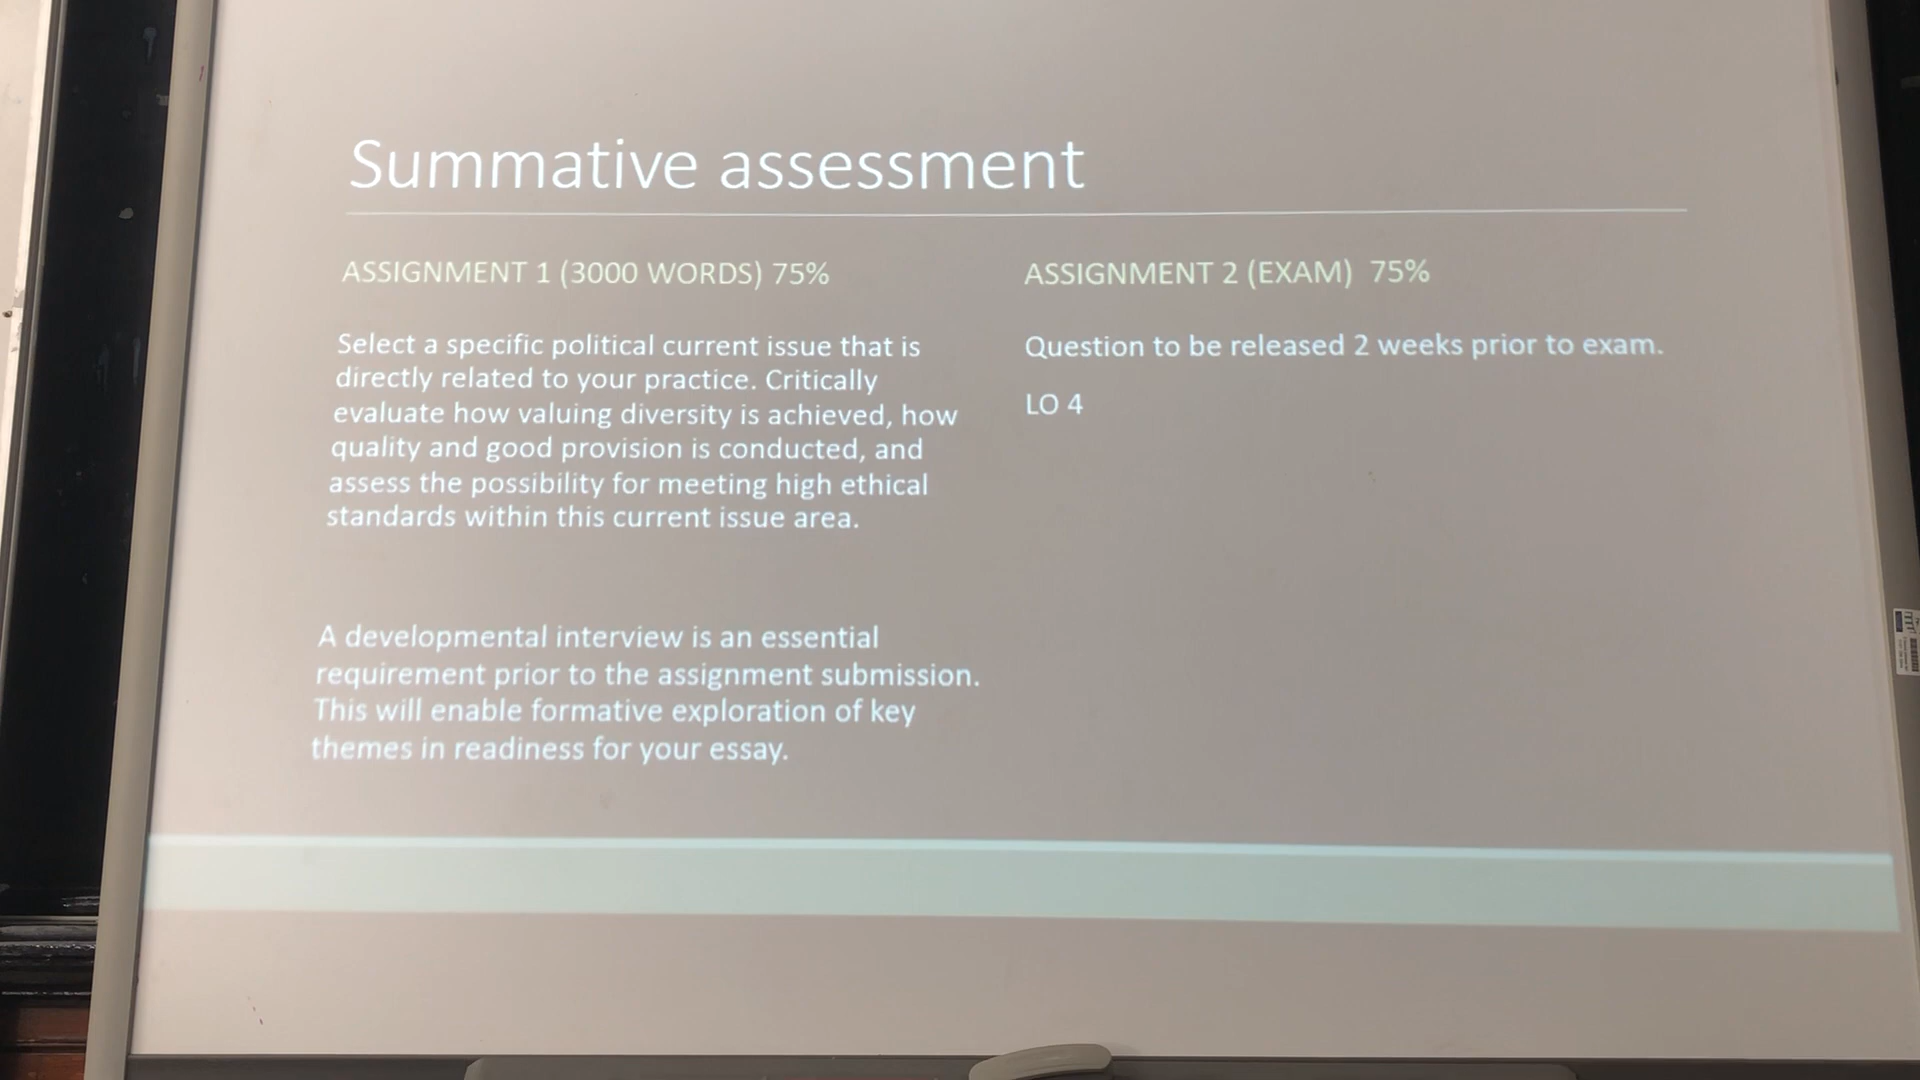 Summative assessment
ASSIGNMENT 1 (3000 WORDS) 75%
Select a specific political current issue that is
directly related to your practice. Critically
evaluate how valuing diversity is achieved, how
quality and good provision is conducted, and
assess the possibility for meeting high ethical
standards within this current issue area.
A developmental interview is an essential
requirement prior to the assignment submission.
This will enable formative exploration of key
themes in readiness for your essay.
ASSIGNMENT 2 (EXAM) 75%
Question to be released 2 weeks prior to exam.
LO 4